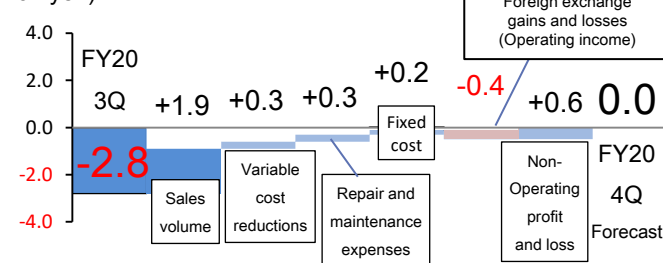 Foreign exchange
gains and losses
(Operating income)
4.0
2.0
0.0
-2.0
-4.0
FY20
3Q
-2.8
+1.9
+0.3
+0.3
+0.2
-0.4
+0.6
0.0
Sales
volume
Variable
cost
reductions
Repair and
maintenance
expenses
Fixed
cost
Non-
Operating
profit
and loss
FY20
4Q
Forecast